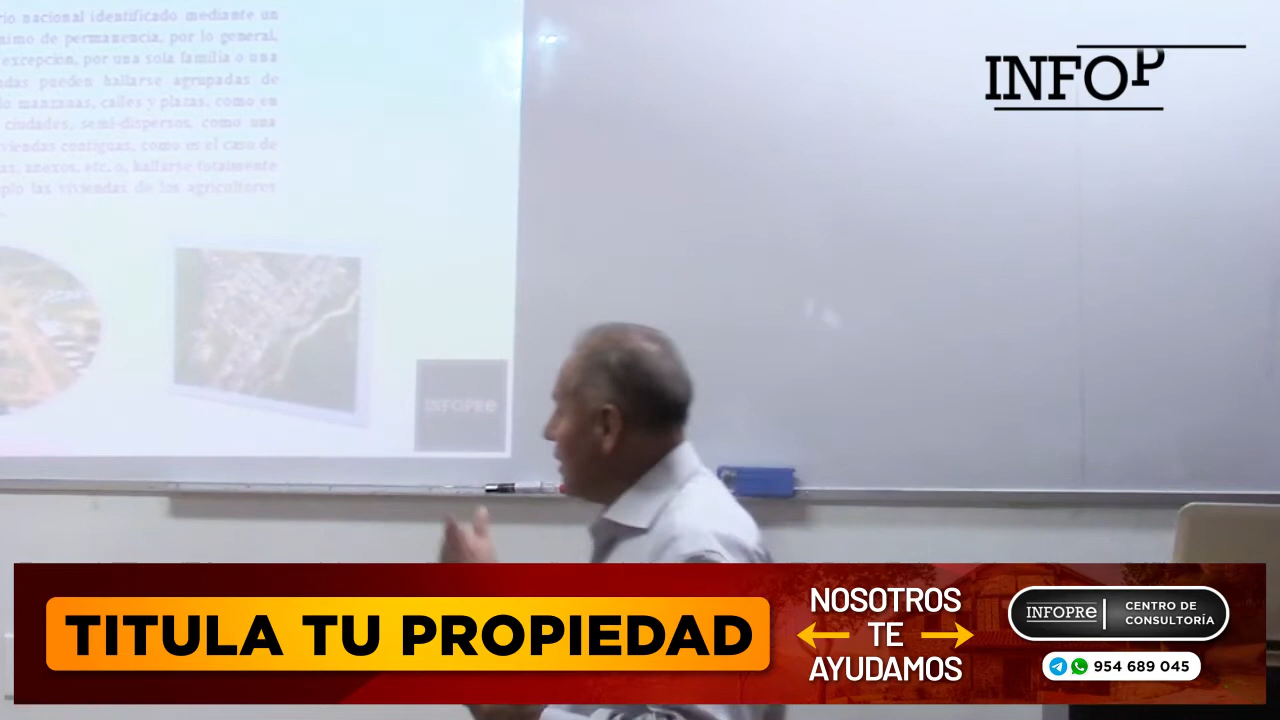 rio nacional identificado mediante un
nimo de permanencia, por lo general,
excepción, por una sola familia o una
ndas pueden hallarse agrupadas de
lo manzanas, calles y plazas, como en
ciudades, semi-dispersos, como una
viviendas contiguas, como es el caso de
as, anexos, etc. o, hallarse totalmente
plo las viviendas de los agricultores
INFOPRe
INFOP
TITULA TU PROPIEDAD
NOSOTROS
TE
AYUDAMOS
INFOPRe
CENTRO DE
CONSULTORÍA
954 689 045